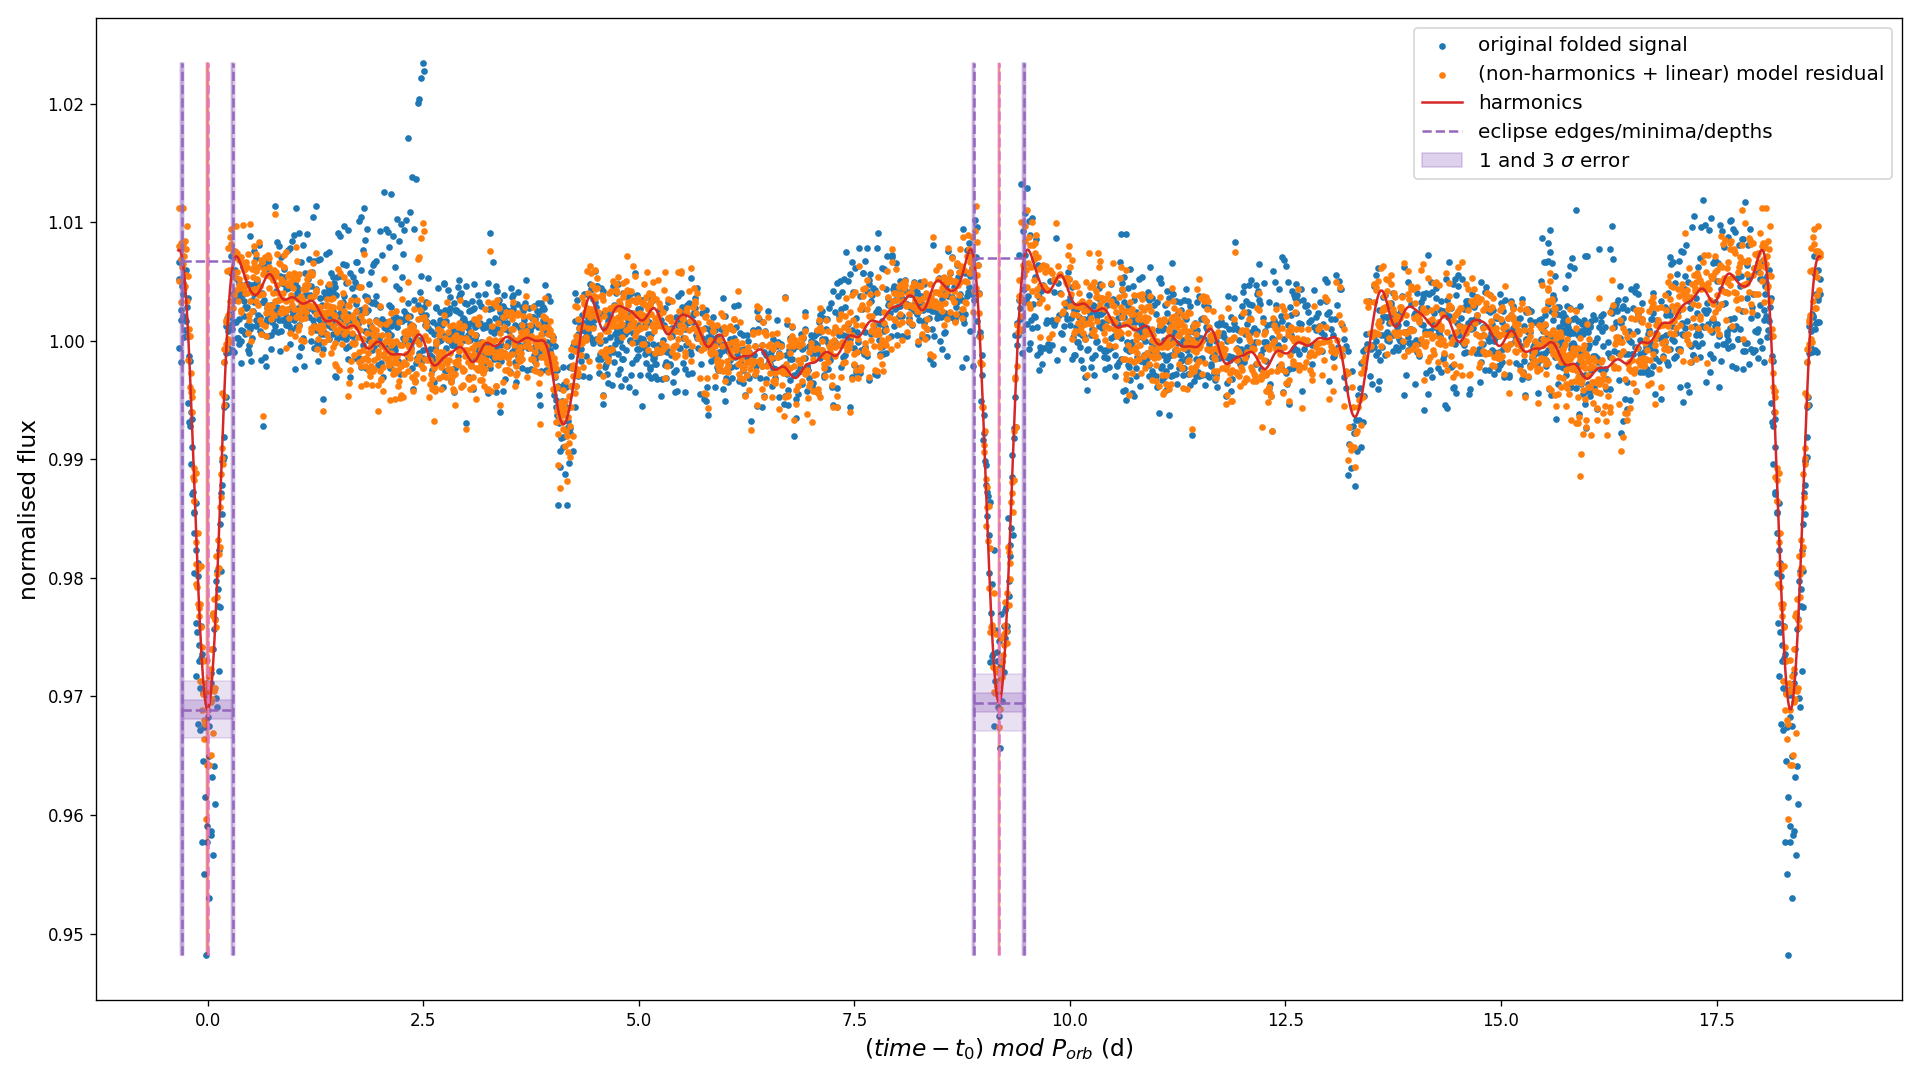 original folded signal
(non-harmonics + linear) model residual
harmonics
eclipse edges/minima/depths
1 and 3 σ error
normalised flux
1.02
1.01
1.00
0.99
0.98
0.97
0.96
0.95
0.0 2.5 5.0 7.5 10.0 12.5 15.0 17.5
(time − t₀) mod Pₒᵣb (d)